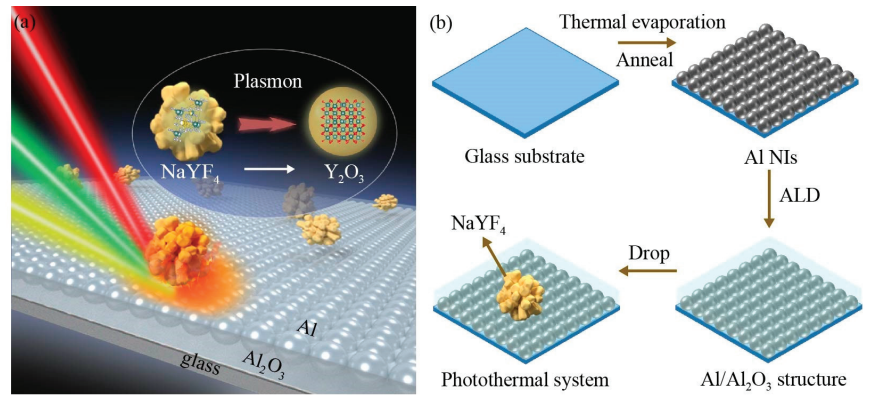 (a)
Plasmon
NaYF₄
Y₂O₃
Al
Al₂O₃
glass
(b)
Thermal evaporation
Anneal
Glass substrate
Al NIs
ALD
NaYF₄
Drop
Photothermal system
Al/Al₂O₃ structure